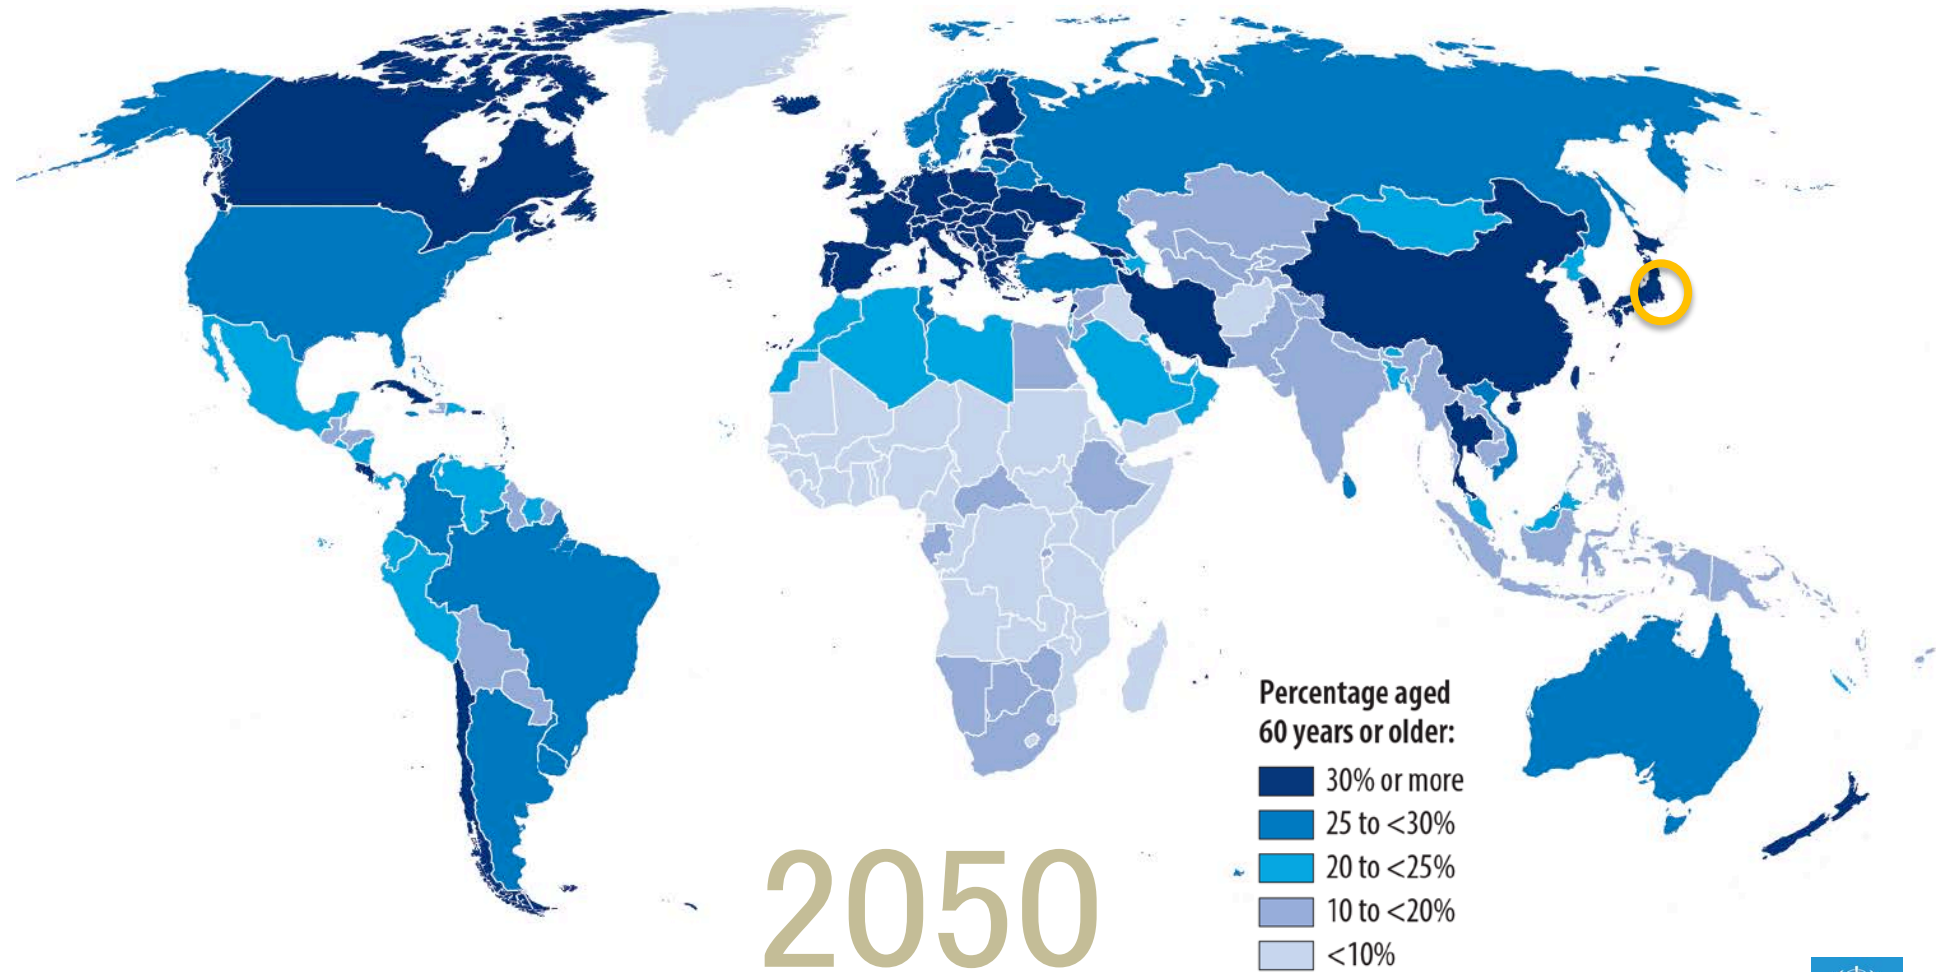 Percentage aged
60 years or older:
30% or more
25 to <30%
20 to <25%
10 to <20%
<10%
2050